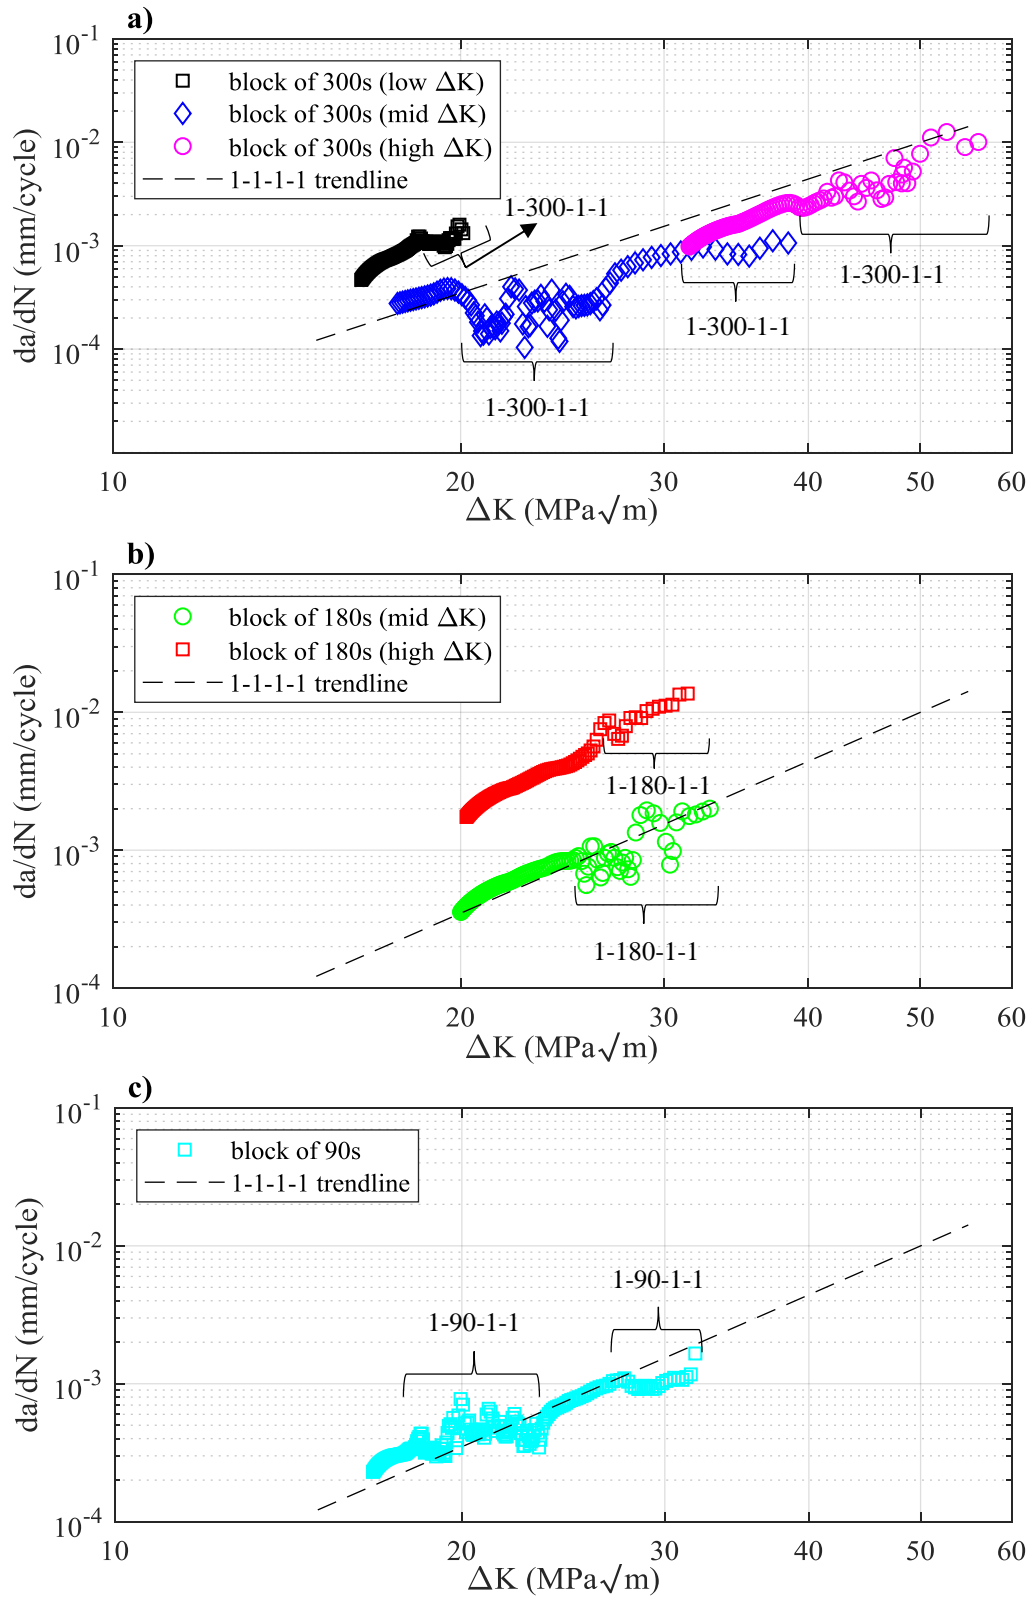 a)
10^-1
10^-2
10^-3
10^-4
da/dN (mm/cycle)
block of 300s (low ΔK)
block of 300s (mid ΔK)
block of 300s (high ΔK)
1-1-1-1 trendline
1-300-1-1
1-300-1-1
1-300-1-1
1-300-1-1
10 20 30 40 50 60
ΔK (MPa√m)
b)
10^-1
10^-2
10^-3
10^-4
da/dN (mm/cycle)
block of 180s (mid ΔK)
block of 180s (high ΔK)
1-1-1-1 trendline
1-180-1-1
1-180-1-1
10 20 30 40 50 60
ΔK (MPa√m)
c)
10^-1
10^-2
10^-3
10^-4
da/dN (mm/cycle)
block of 90s
1-1-1-1 trendline
1-90-1-1
1-90-1-1
10 20 30 40 50 60
ΔK (MPa√m)